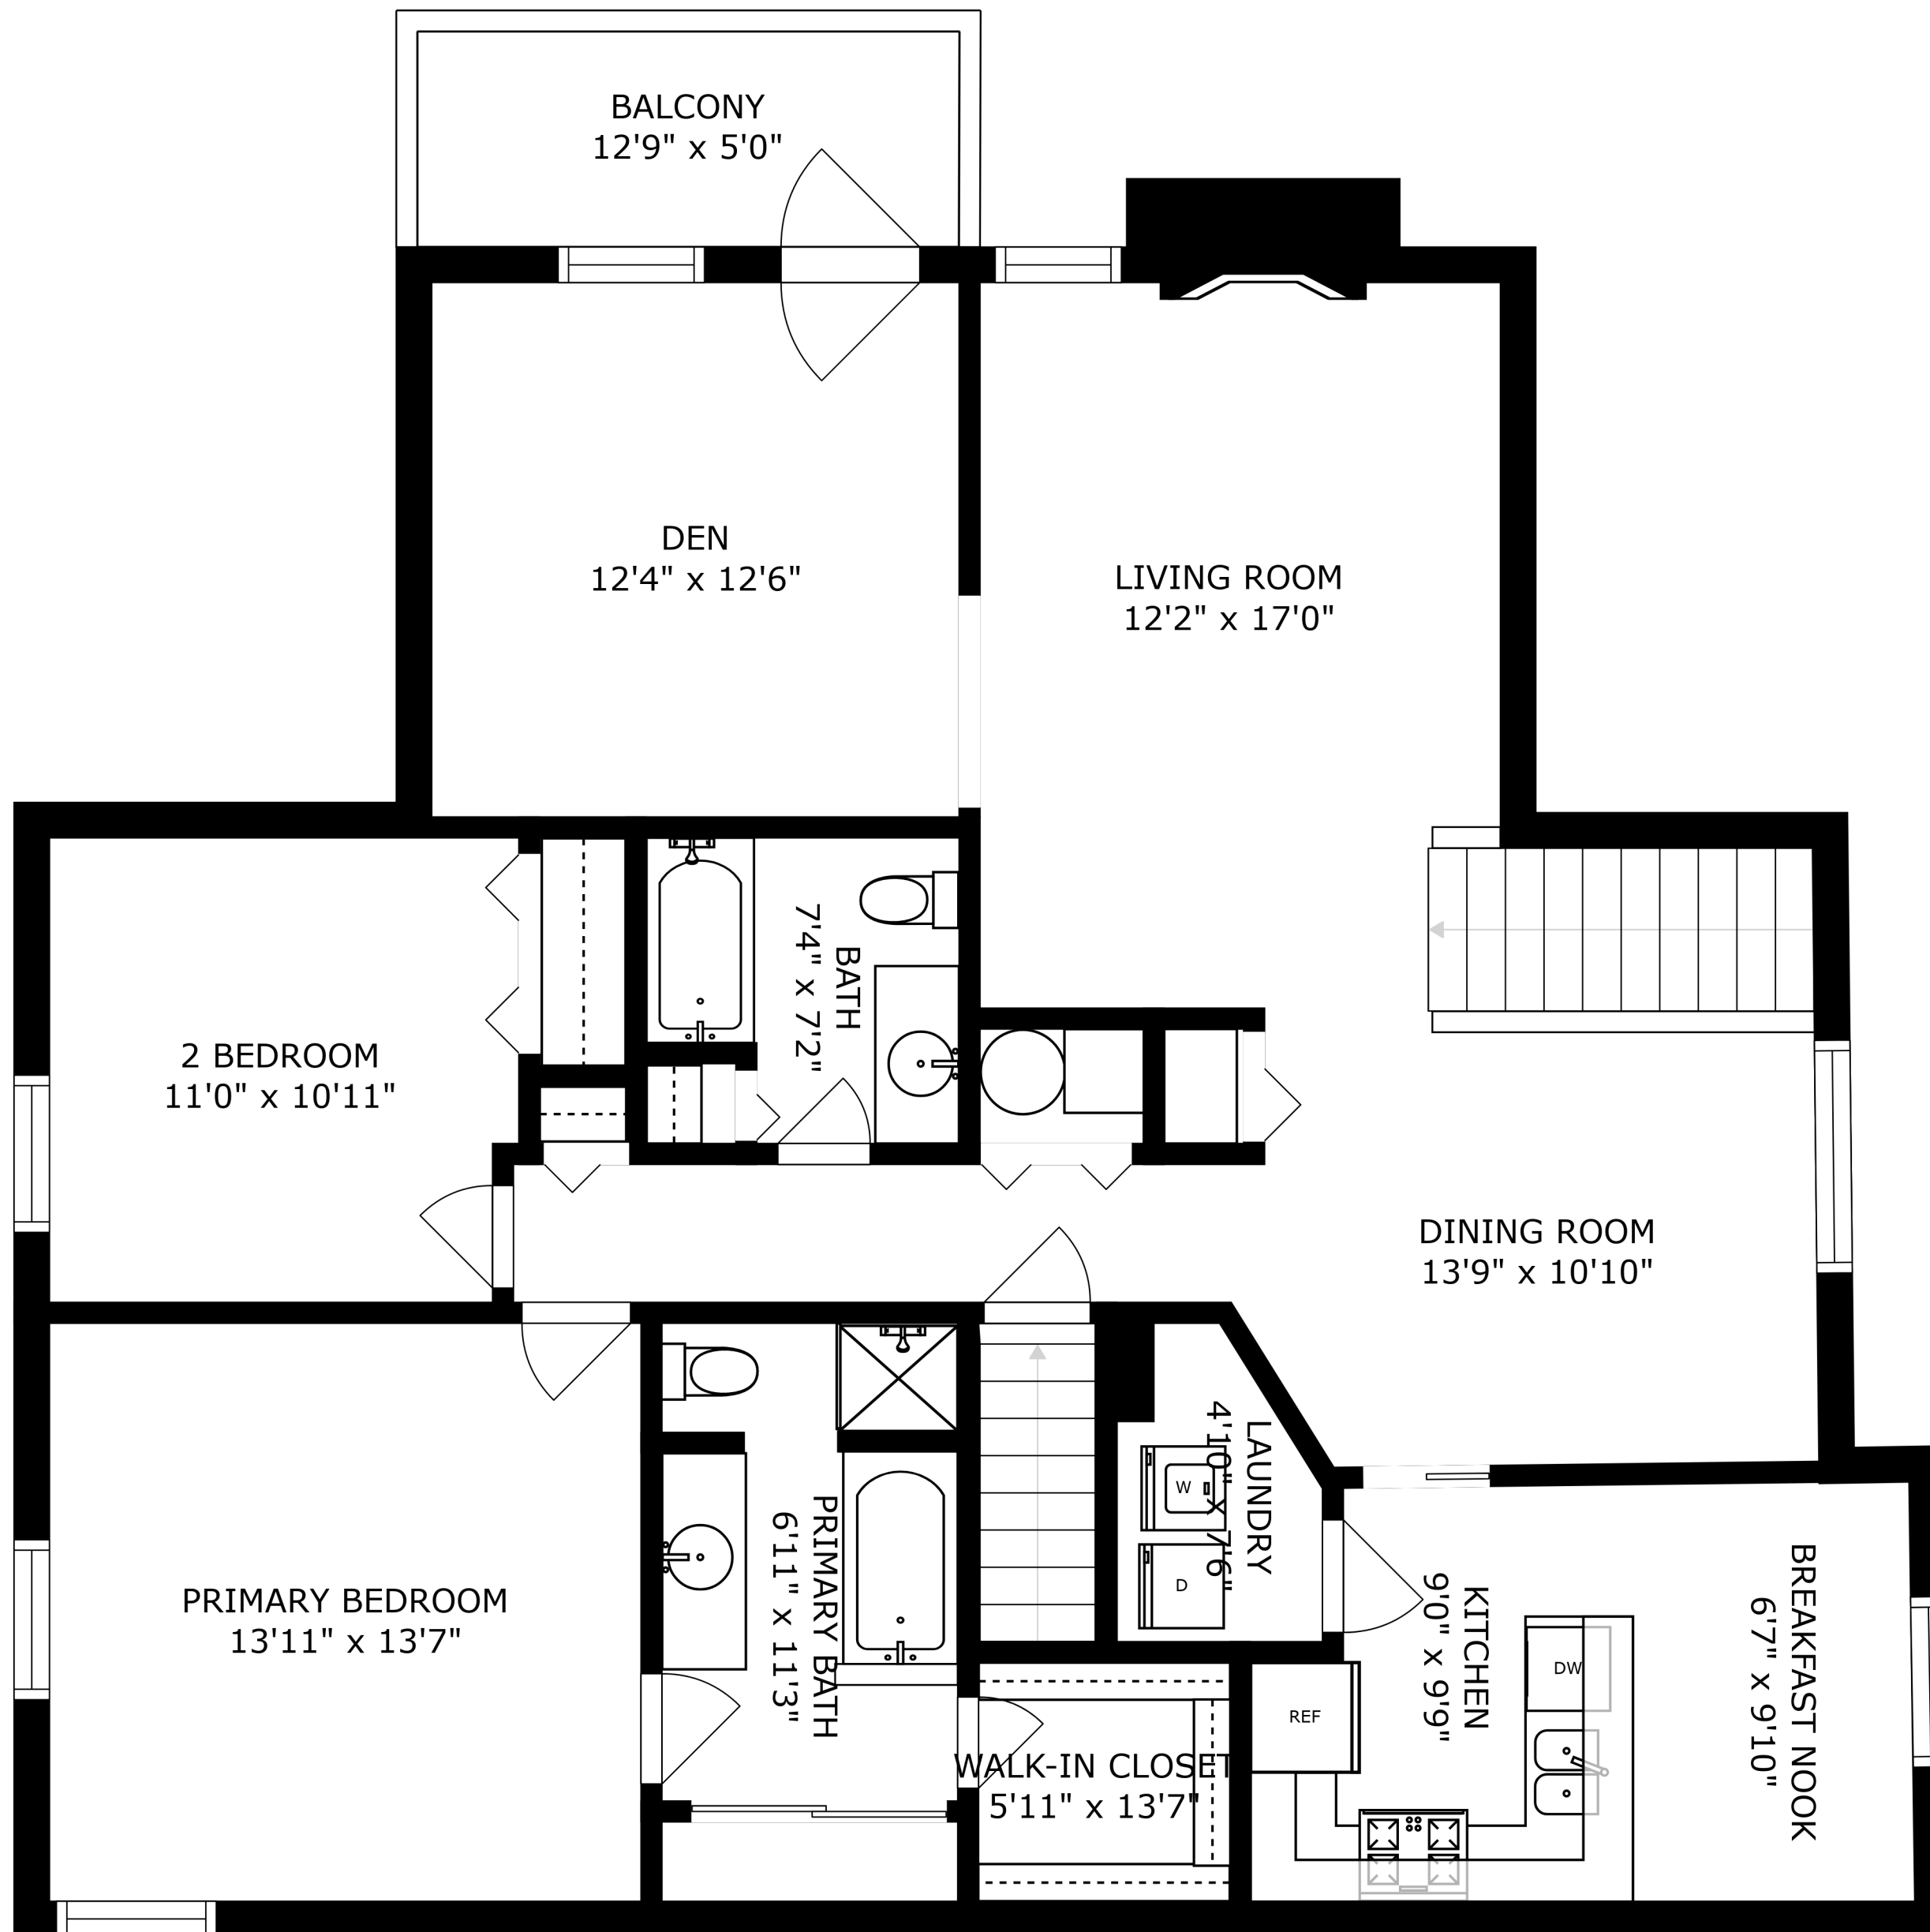 BALCONY
12'9" x 5'0"
DEN
12'4" x 12'6"
LIVING ROOM
12'2" x 17'0"
BATH
7'4" x 7'2"
2 BEDROOM
11'0" x 10'11"
DINING ROOM
13'9" x 10'10"
LAUNDRY
4'10" x 7'6"
W
D
PRIMARY BEDROOM
13'11" x 13'7"
PRIMARY BATH
6'11" x 11'3"
KITCHEN
9'0" x 9'9"
BREAKFAST NOOK
6'7" x 9'10"
DW
REF
WALK-IN CLOSET
5'11" x 13'7"